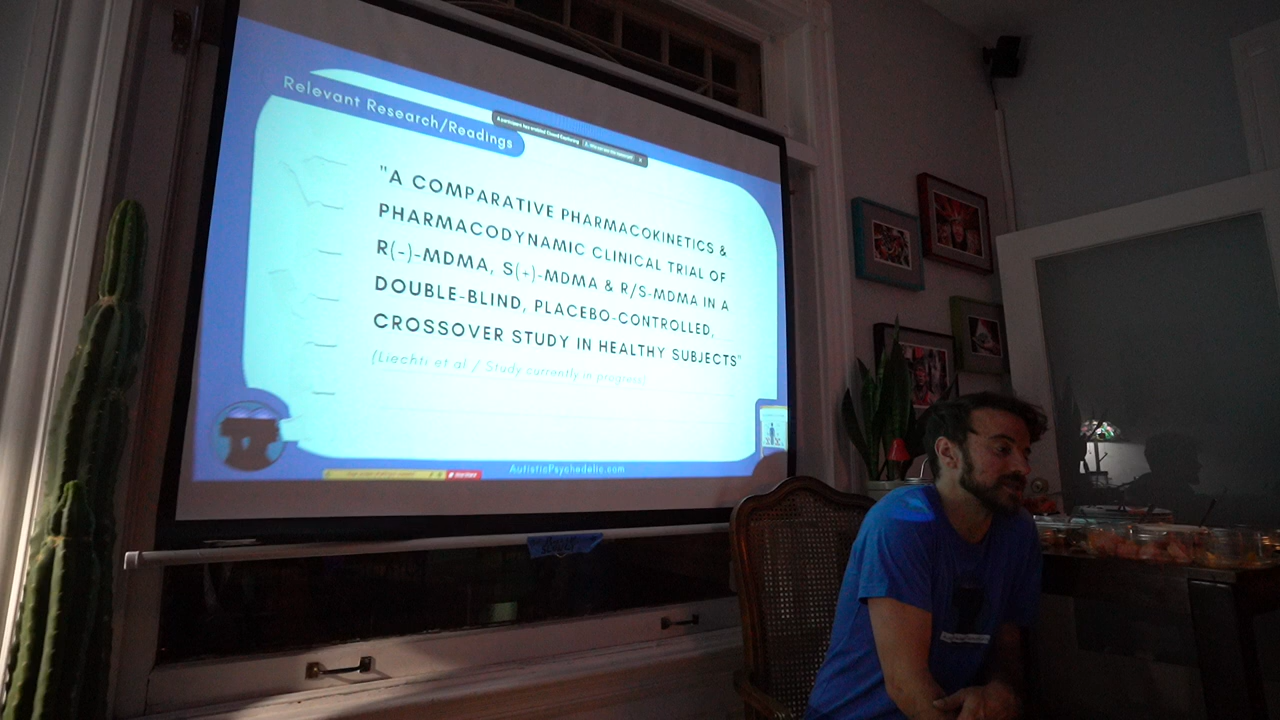 Relevant Research/Readings
"A COMPARATIVE PHARMACOKINETICS &
PHARMACODYNAMIC CLINICAL TRIAL OF
R(-)-MDMA, S(+)-MDMA & R/S-MDMA IN A
DOUBLE-BLIND, PLACEBO-CONTROLLED,
CROSSOVER STUDY IN HEALTHY SUBJECTS"
(Liechti et al / Study currently in progress)
AutisticPsychedelic.com